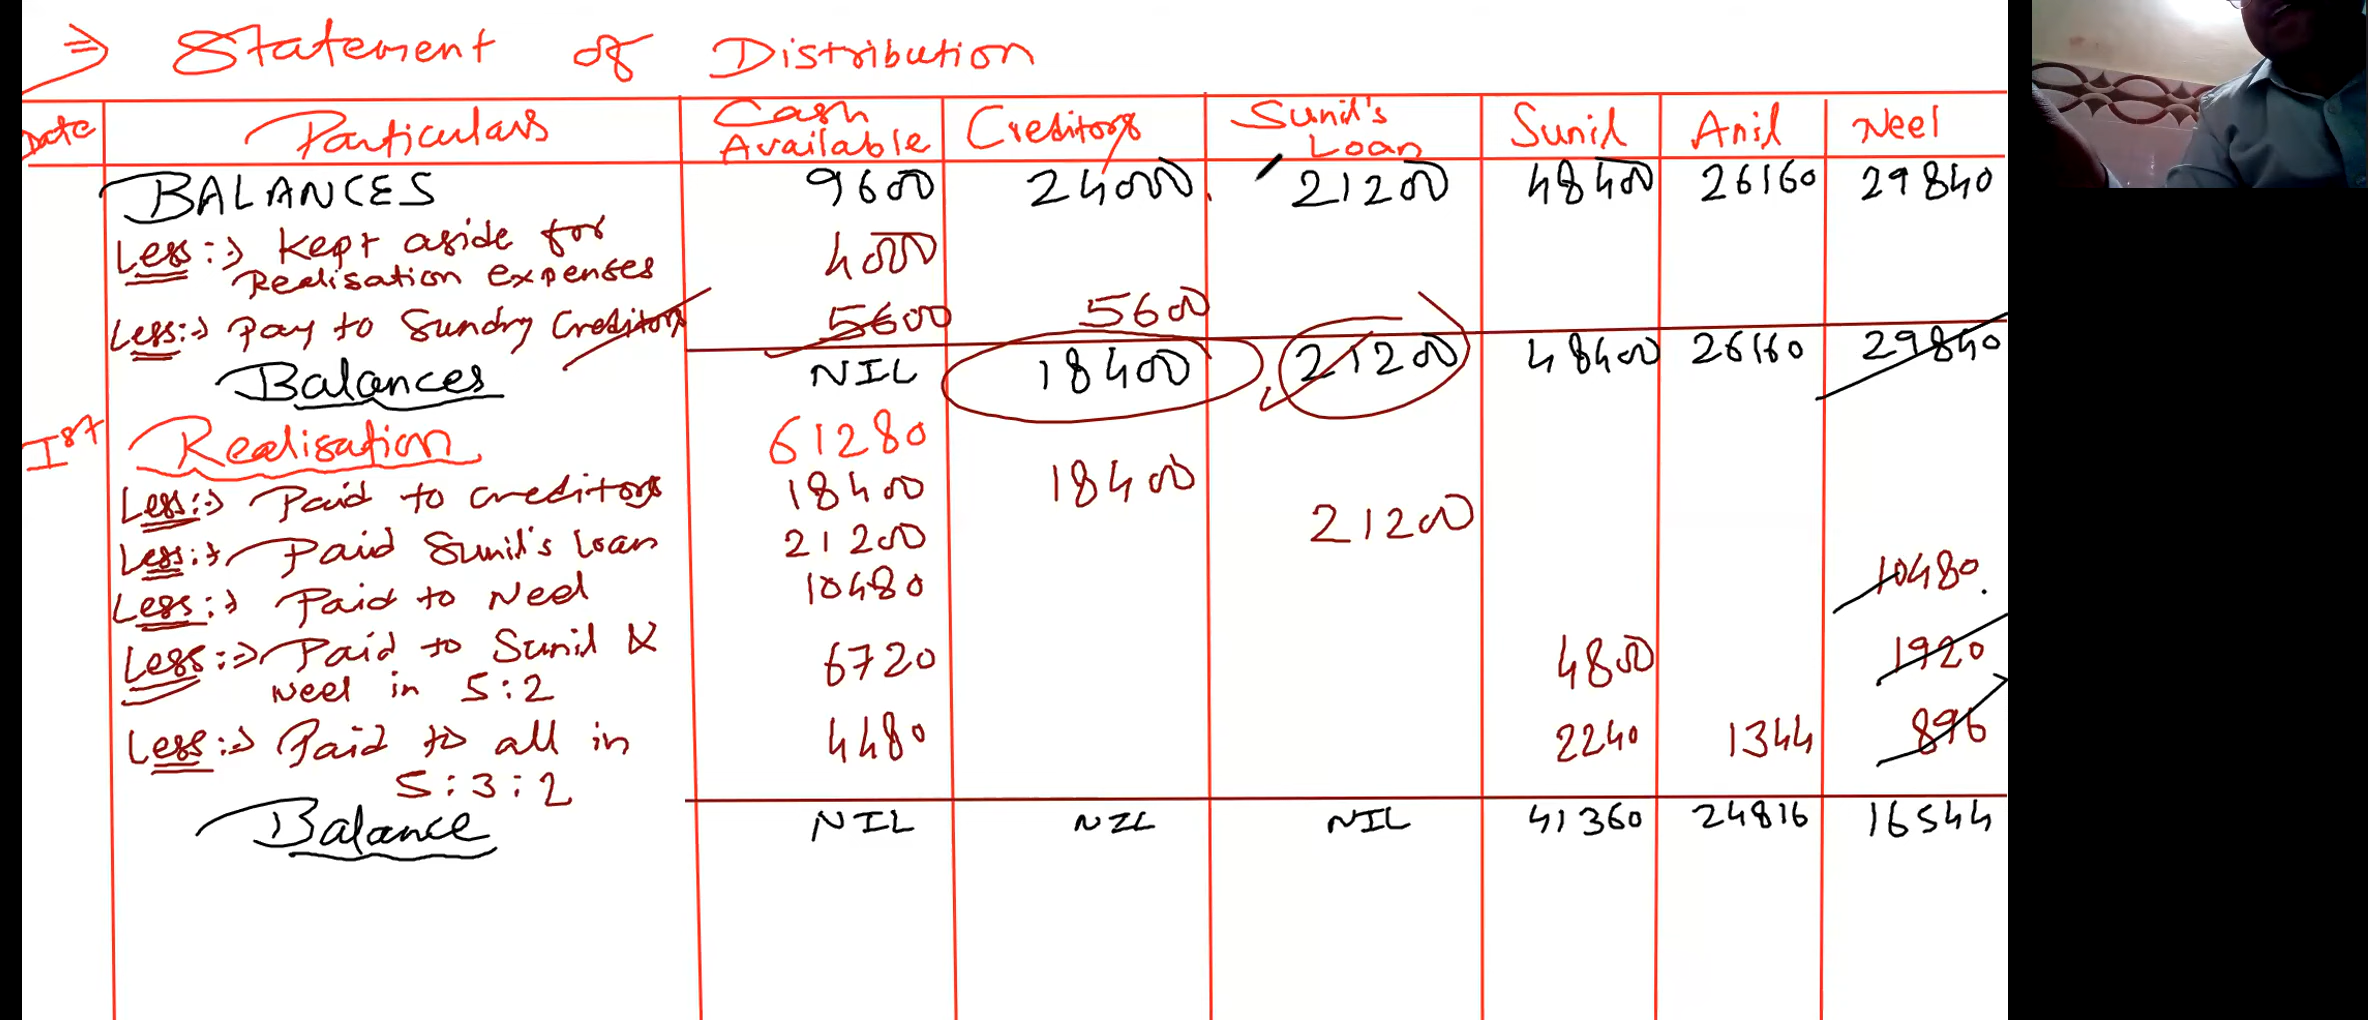 ⇒ Statement of Distribution
Date Particulars Cash Available Creditors Sunil's Loan Sunil Anil Neel
BALANCES 9600 24000 21200 48400 26160 29840
Less:→ Kept aside for 4000
Realisation expenses
Less:→ Pay to Sundry Creditors 5600 5600
Balances NIL 18400 21200 48400 26160 29840
Ist Realisation 61280
Less:→ Paid to creditors 18400 18400
Less:→ Paid Sunil's loan 21200 21200
Less:→ Paid to Neel 10480 10480
Less:→ Paid to Sunil & 6720 4800 1920
Neel in 5:2
Less:→ Paid to all in 4480 2240 1344 896
5:3:2
Balance NIL NIL NIL 41360 24816 16544